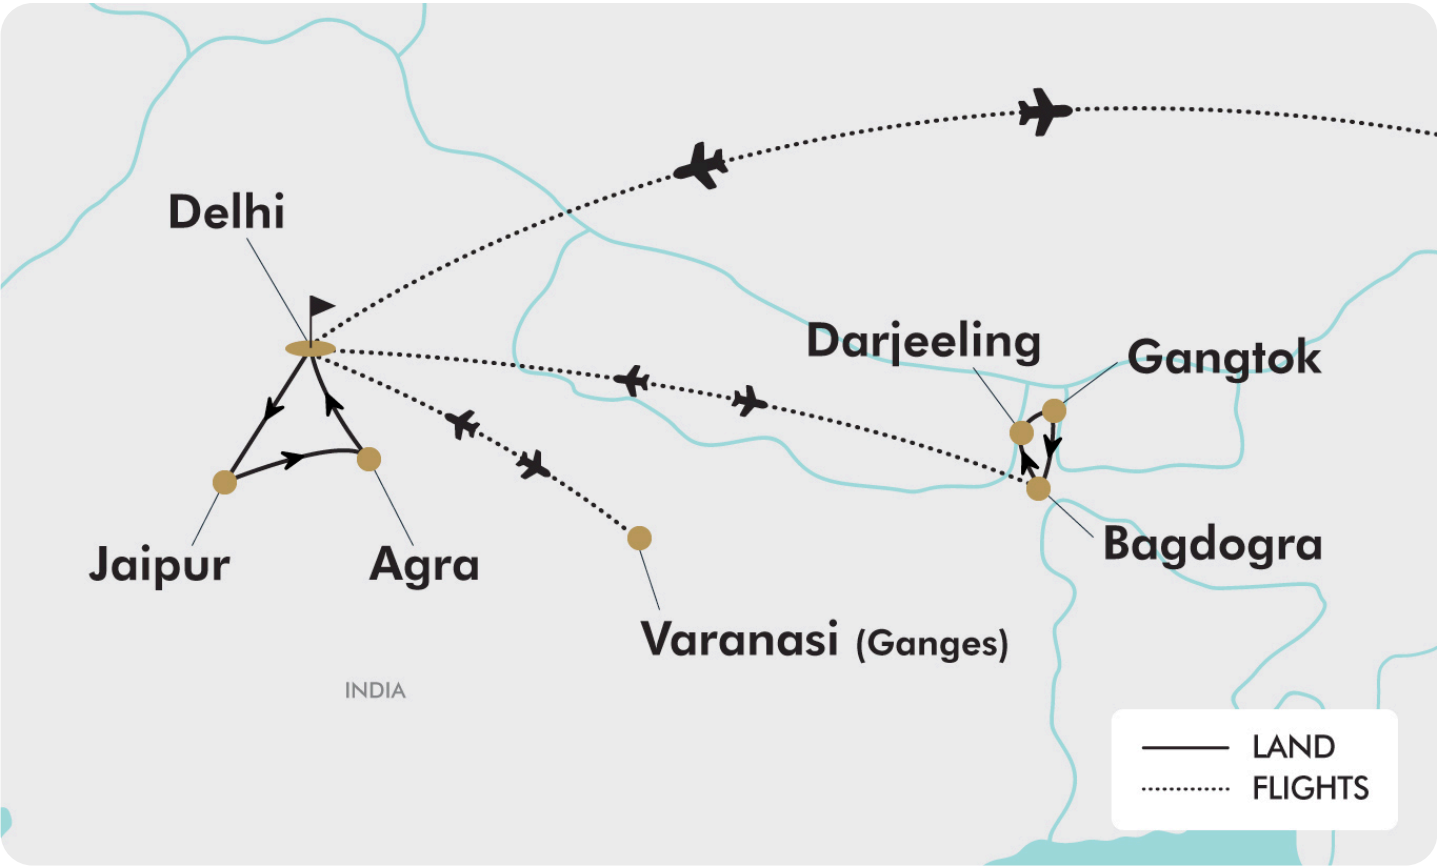 Delhi
Darjeeling
Gangtok
Jaipur
Agra
Bagdogra
Varanasi (Ganges)
INDIA
LAND
FLIGHTS